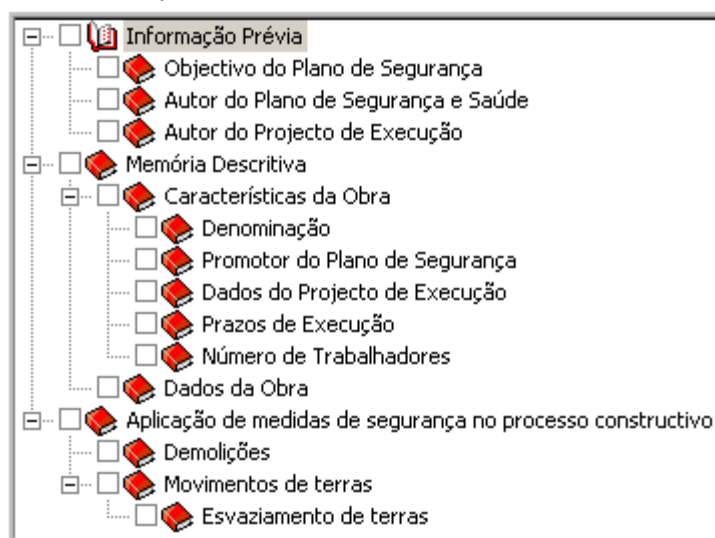 Informação Prévia
Objectivo do Plano de Segurança
Autor do Plano de Segurança e Saúde
Autor do Projecto de Execução
Memória Descritiva
Características da Obra
Denominação
Promotor do Plano de Segurança
Dados do Projecto de Execução
Prazos de Execução
Número de Trabalhadores
Dados da Obra
Aplicação de medidas de segurança no processo constructivo
Demolições
Movimentos de terras
Esvaziamento de terras